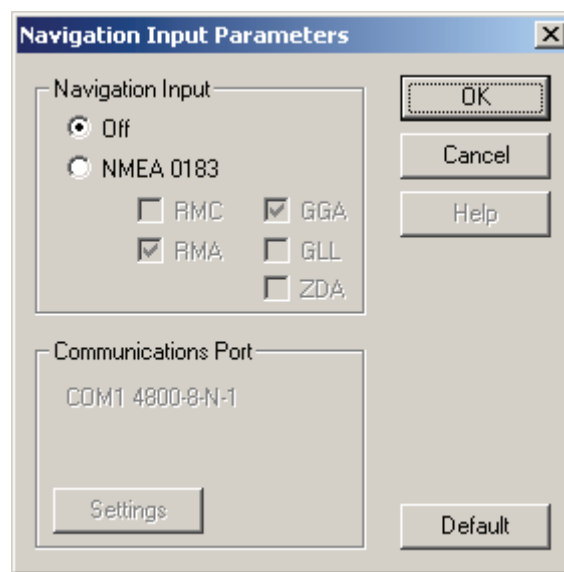 Navigation Input Parameters
Navigation Input
Off
NMEA 0183
RMC GGA
RMA GLL
ZDA
Communications Port
COM1 4800-8-N-1
Settings
OK
Cancel
Help
Default